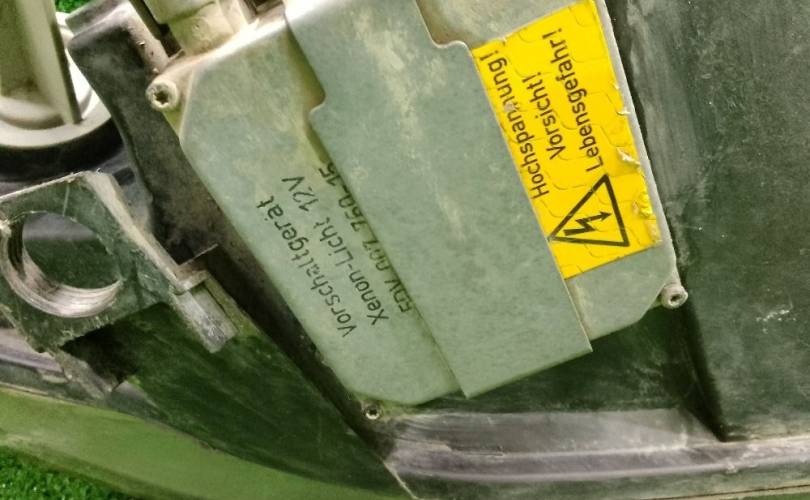 Vorschaltgerät
Xenon-Licht 12V
Hochspannung!
Vorsicht!
Lebensgefahr!